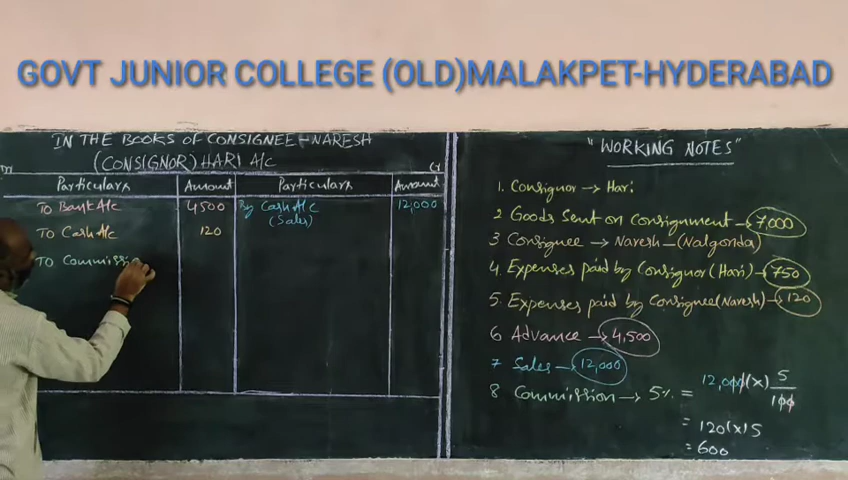 GOVT JUNIOR COLLEGE (OLD)MALAKPET-HYDERABAD
IN THE BOOKS OF CONSIGNEE-NARESH
(CONSIGNOR) HARI A/c
Dr Cr
Particulars Amount Particulars Amount
To Bank A/c 4500 By Cash A/c 12,000
(Sales)
To Cash A/c 120
To Commissio
"WORKING NOTES"
1. Consignor → Hari
2 Goods Sent on Consignment → 7,000
3 Consignee → Naresh – (Nalgonda)
4. Expenses paid by Consignor (Hari) → 750
5. Expenses paid by Consignee (Naresh) → 120
6 Advance → 4,500
7 Sales → 12,000
8 Commission → 5% = 12,000 (x) 5/100
= 120 (x) 5
= 600